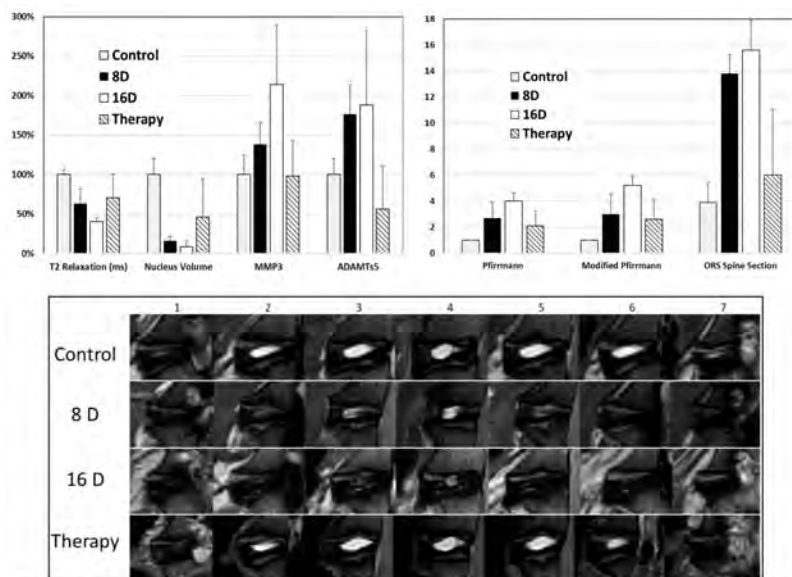 300%
250%
200%
150%
100%
50%
0%
Control
8D
16D
Therapy
T2 Relaxation (ms) Nucleus Volume MMP3 ADAMTs5
18
16
14
12
10
8
6
4
2
0
Control
8D
16D
Therapy
Pfirrmann Modified Pfirrmann ORS Spine Section
1 2 3 4 5 6 7
Control
8 D
16 D
Therapy